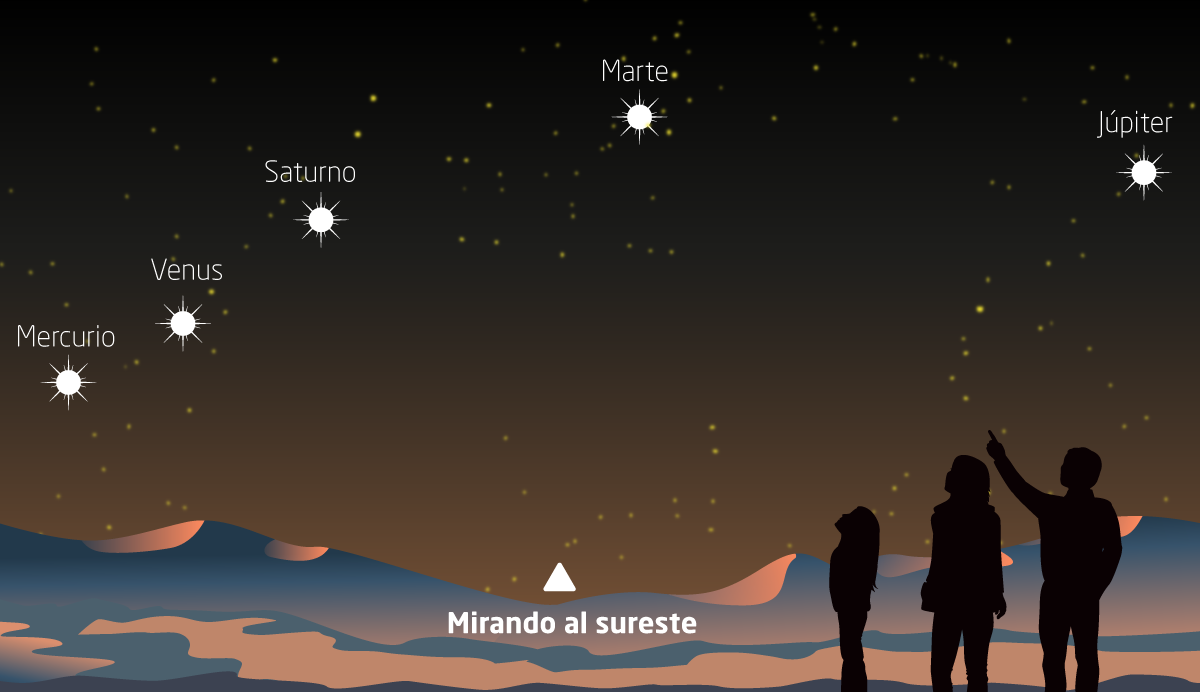 Marte
Júpiter
Saturno
Venus
Mercurio
Mirando al sureste